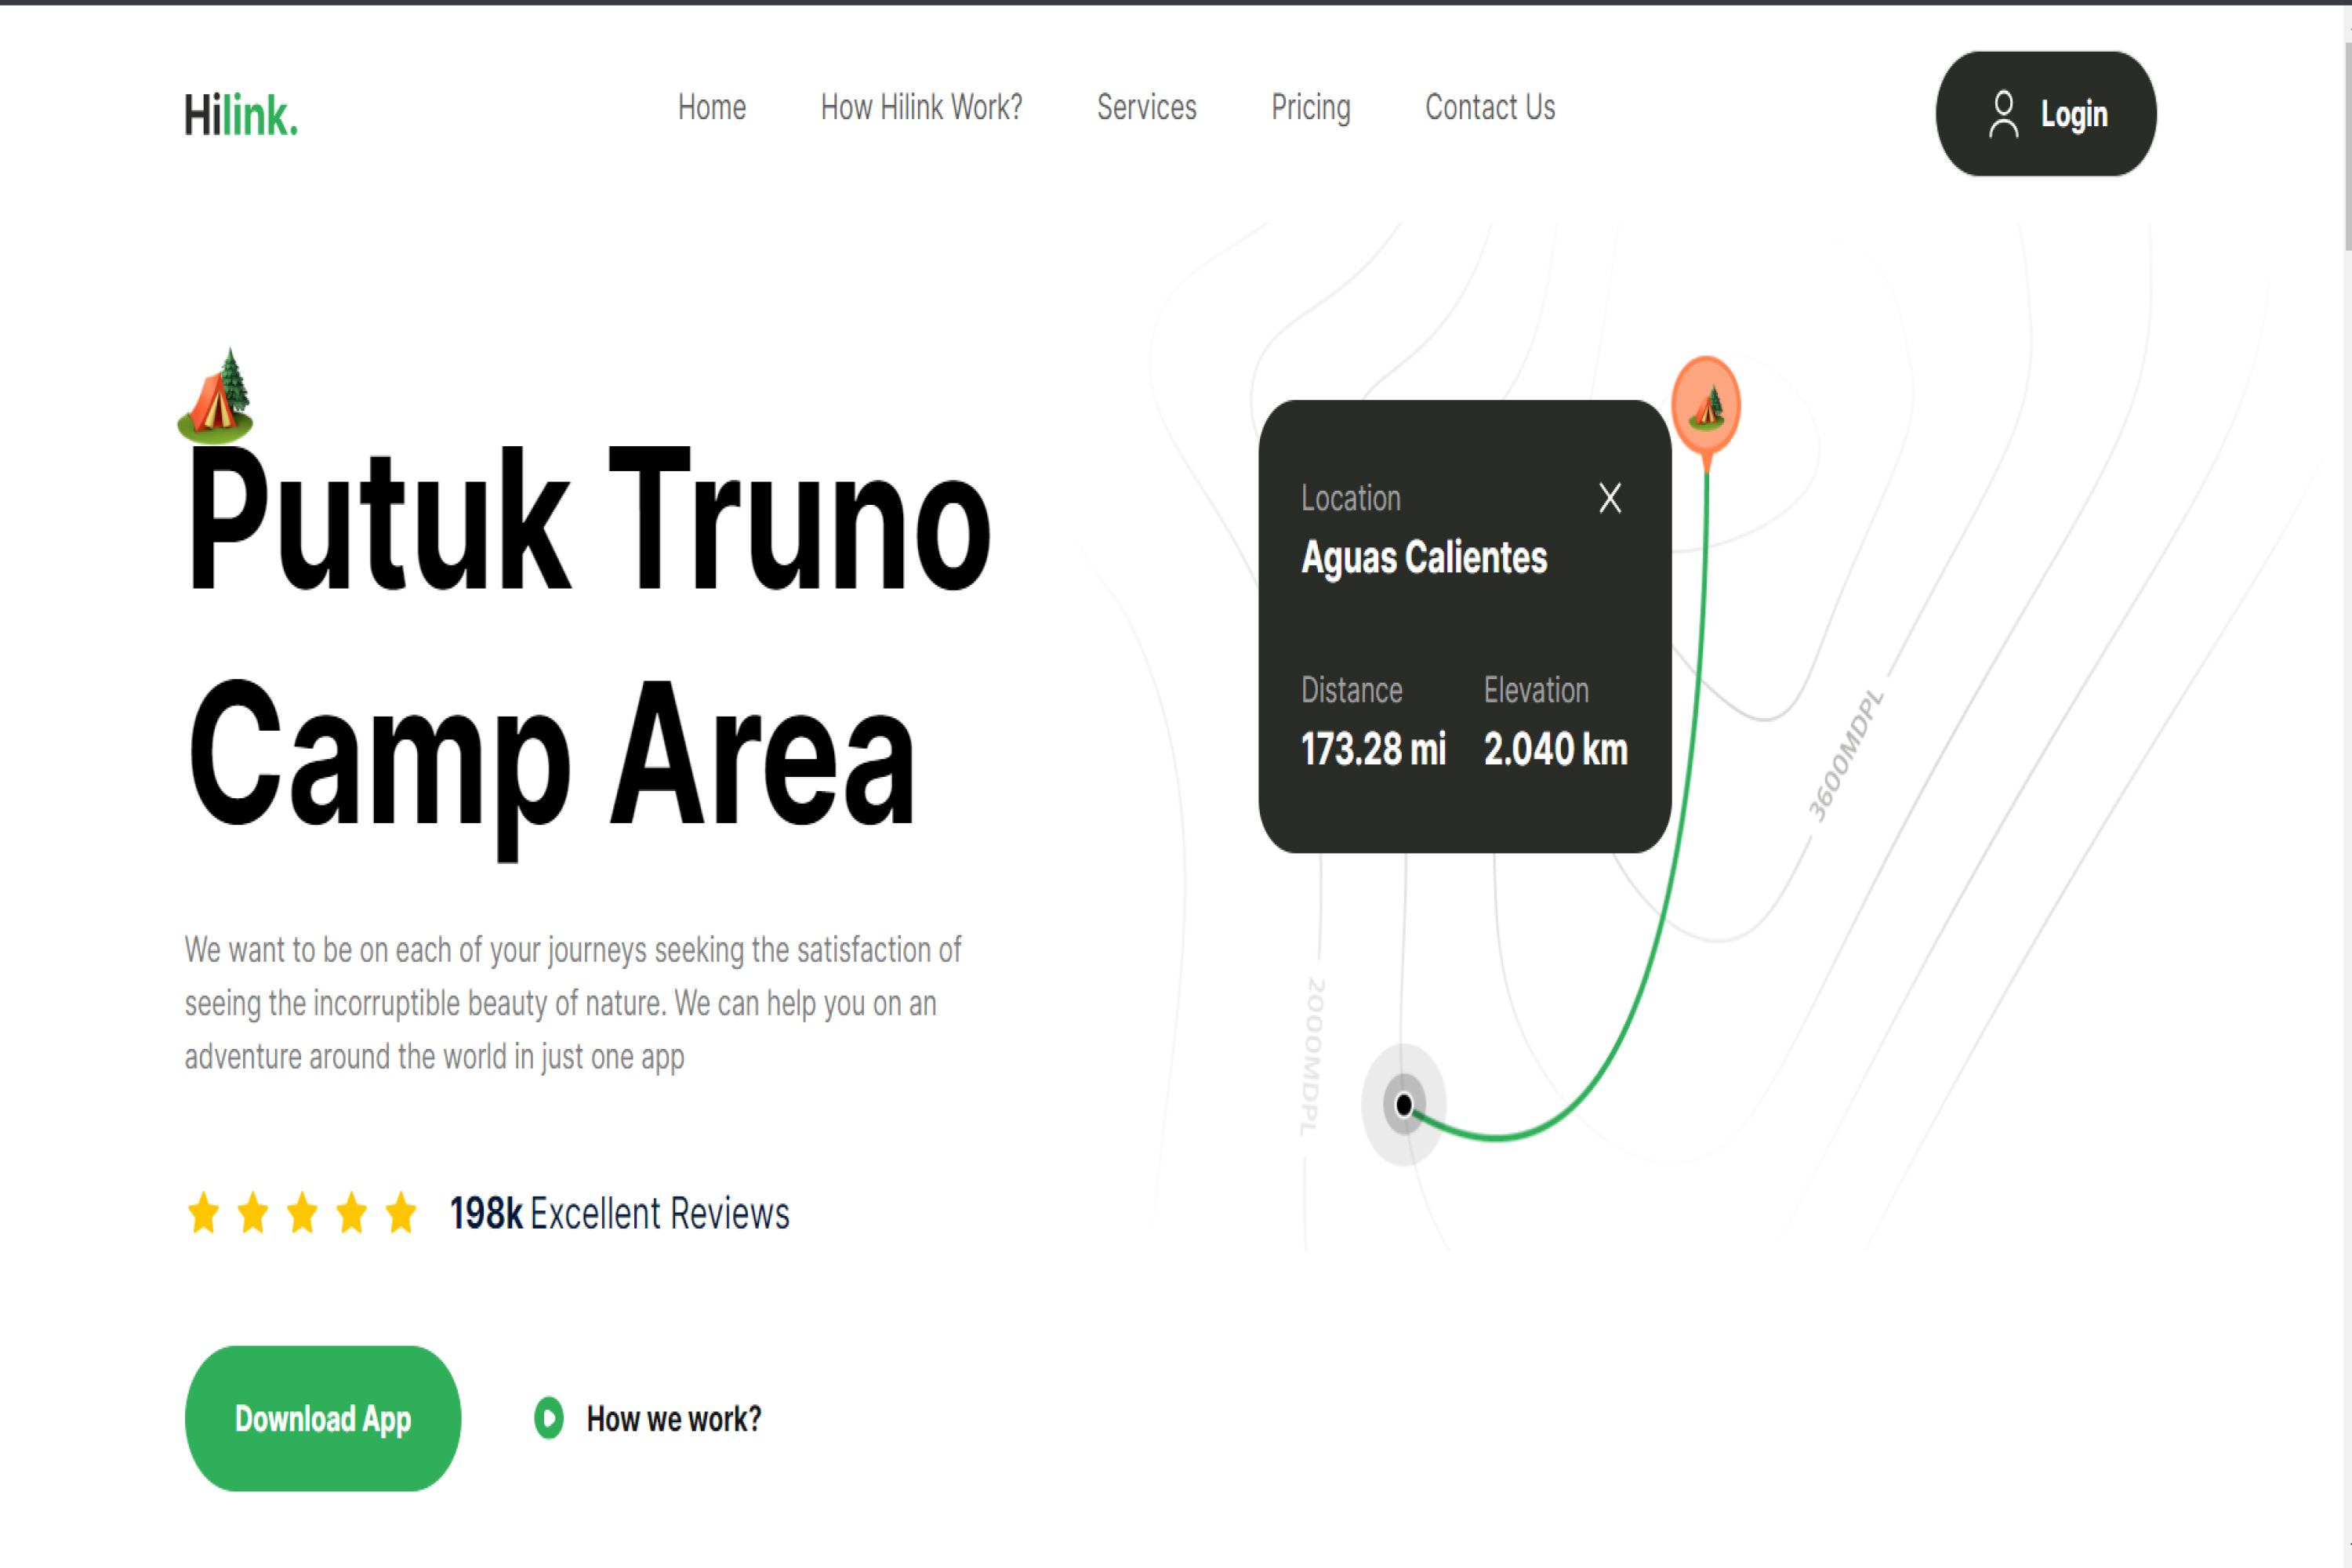 Hilink.
Home
How Hilink Work?
Services
Pricing
Contact Us
Login
Putuk Truno
Camp Area
We want to be on each of your journeys seeking the satisfaction of
seeing the incorruptible beauty of nature. We can help you on an
adventure around the world in just one app
198k Excellent Reviews
Download App
How we work?
Location
X
Aguas Calientes
Distance
Elevation
173.28 mi
2.040 km
3600MDPL
2000MDPL